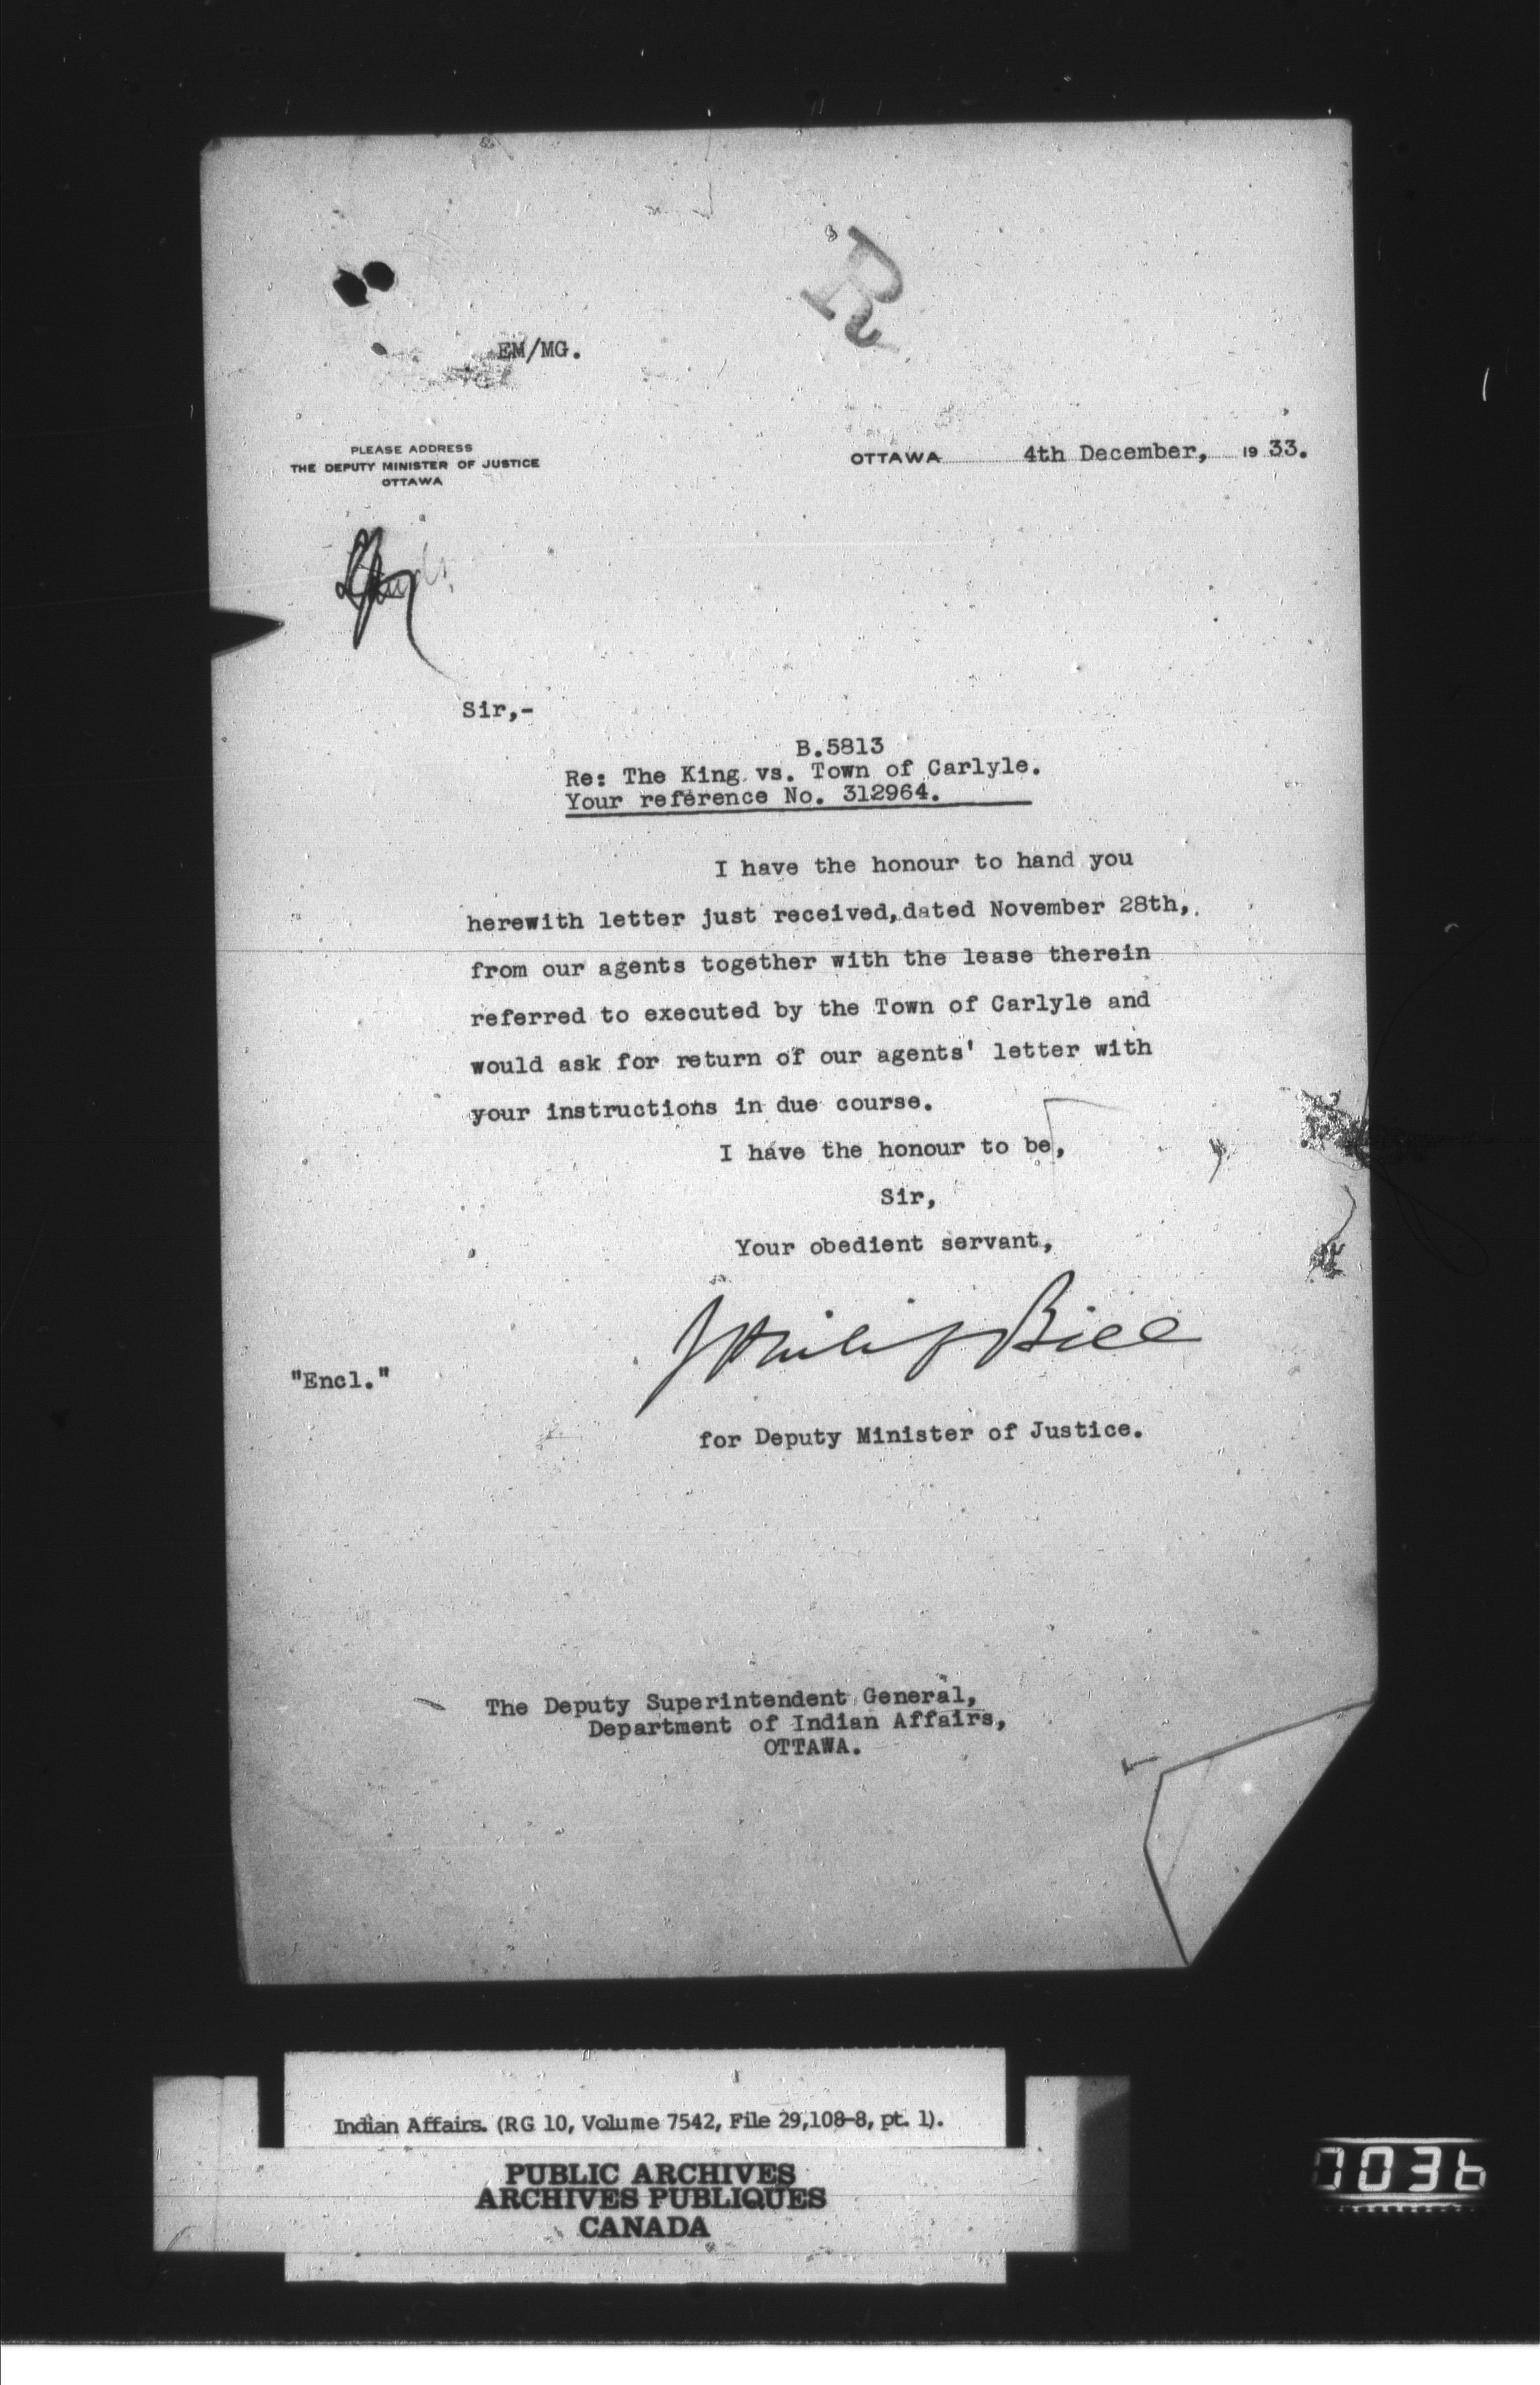 R
EM/MG.
PLEASE ADDRESS
THE DEPUTY MINISTER OF JUSTICE
OTTAWA
OTTAWA 4th December, 1933.
Sir,-
B.5813
Re: The King vs. Town of Carlyle.
Your reference No. 312964.
I have the honour to hand you
herewith letter just received, dated November 28th,
from our agents together with the lease therein
referred to executed by the Town of Carlyle and
would ask for return of our agents' letter with
your instructions in due course.
I have the honour to be,
Sir,
Your obedient servant,
"Encl."
for Deputy Minister of Justice.
The Deputy Superintendent General,
Department of Indian Affairs,
OTTAWA.
Indian Affairs. (RG 10, Volume 7542, File 29,108-8, pt. 1).
PUBLIC ARCHIVES
ARCHIVES PUBLIQUES
CANADA
0036